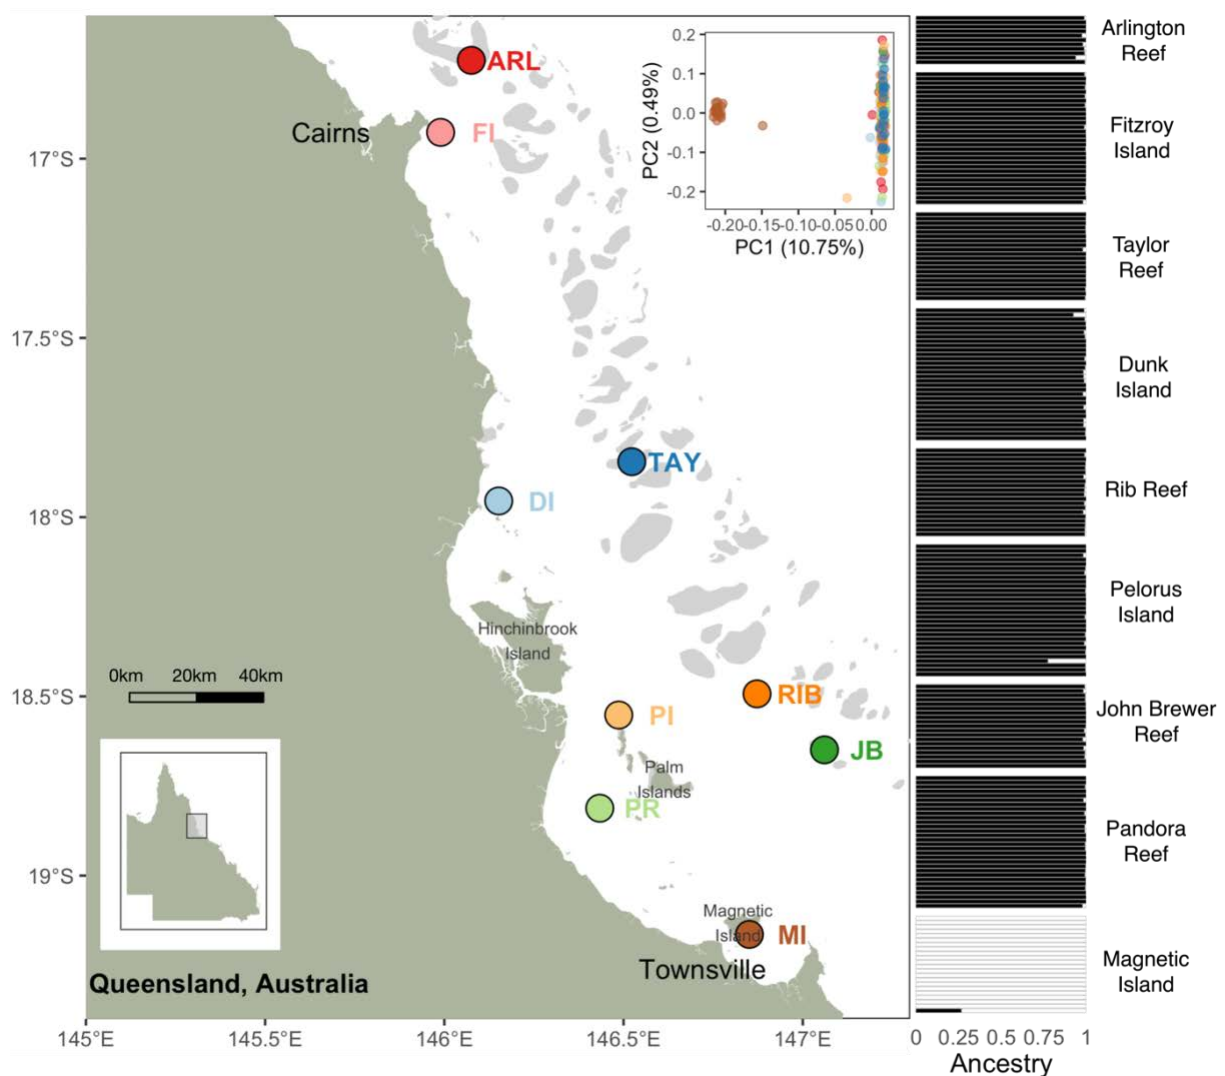 ARL
Cairns
FI
17°S
17.5°S
TAY
DI
18°S
Hinchinbrook
Island
0km 20km 40km
18.5°S
RIB
PI
JB
Palm
Islands
PR
19°S
Magnetic
Island
MI
Townsville
Queensland, Australia
145°E 145.5°E 146°E 146.5°E 147°E
PC2 (0.49%)
0.2
0.1
0.0
-0.1
-0.2
-0.20 -0.15 -0.10 -0.05 0.00
PC1 (10.75%)
Arlington
Reef
Fitzroy
Island
Taylor
Reef
Dunk
Island
Rib Reef
Pelorus
Island
John Brewer
Reef
Pandora
Reef
Magnetic
Island
0 0.25 0.5 0.75 1
Ancestry